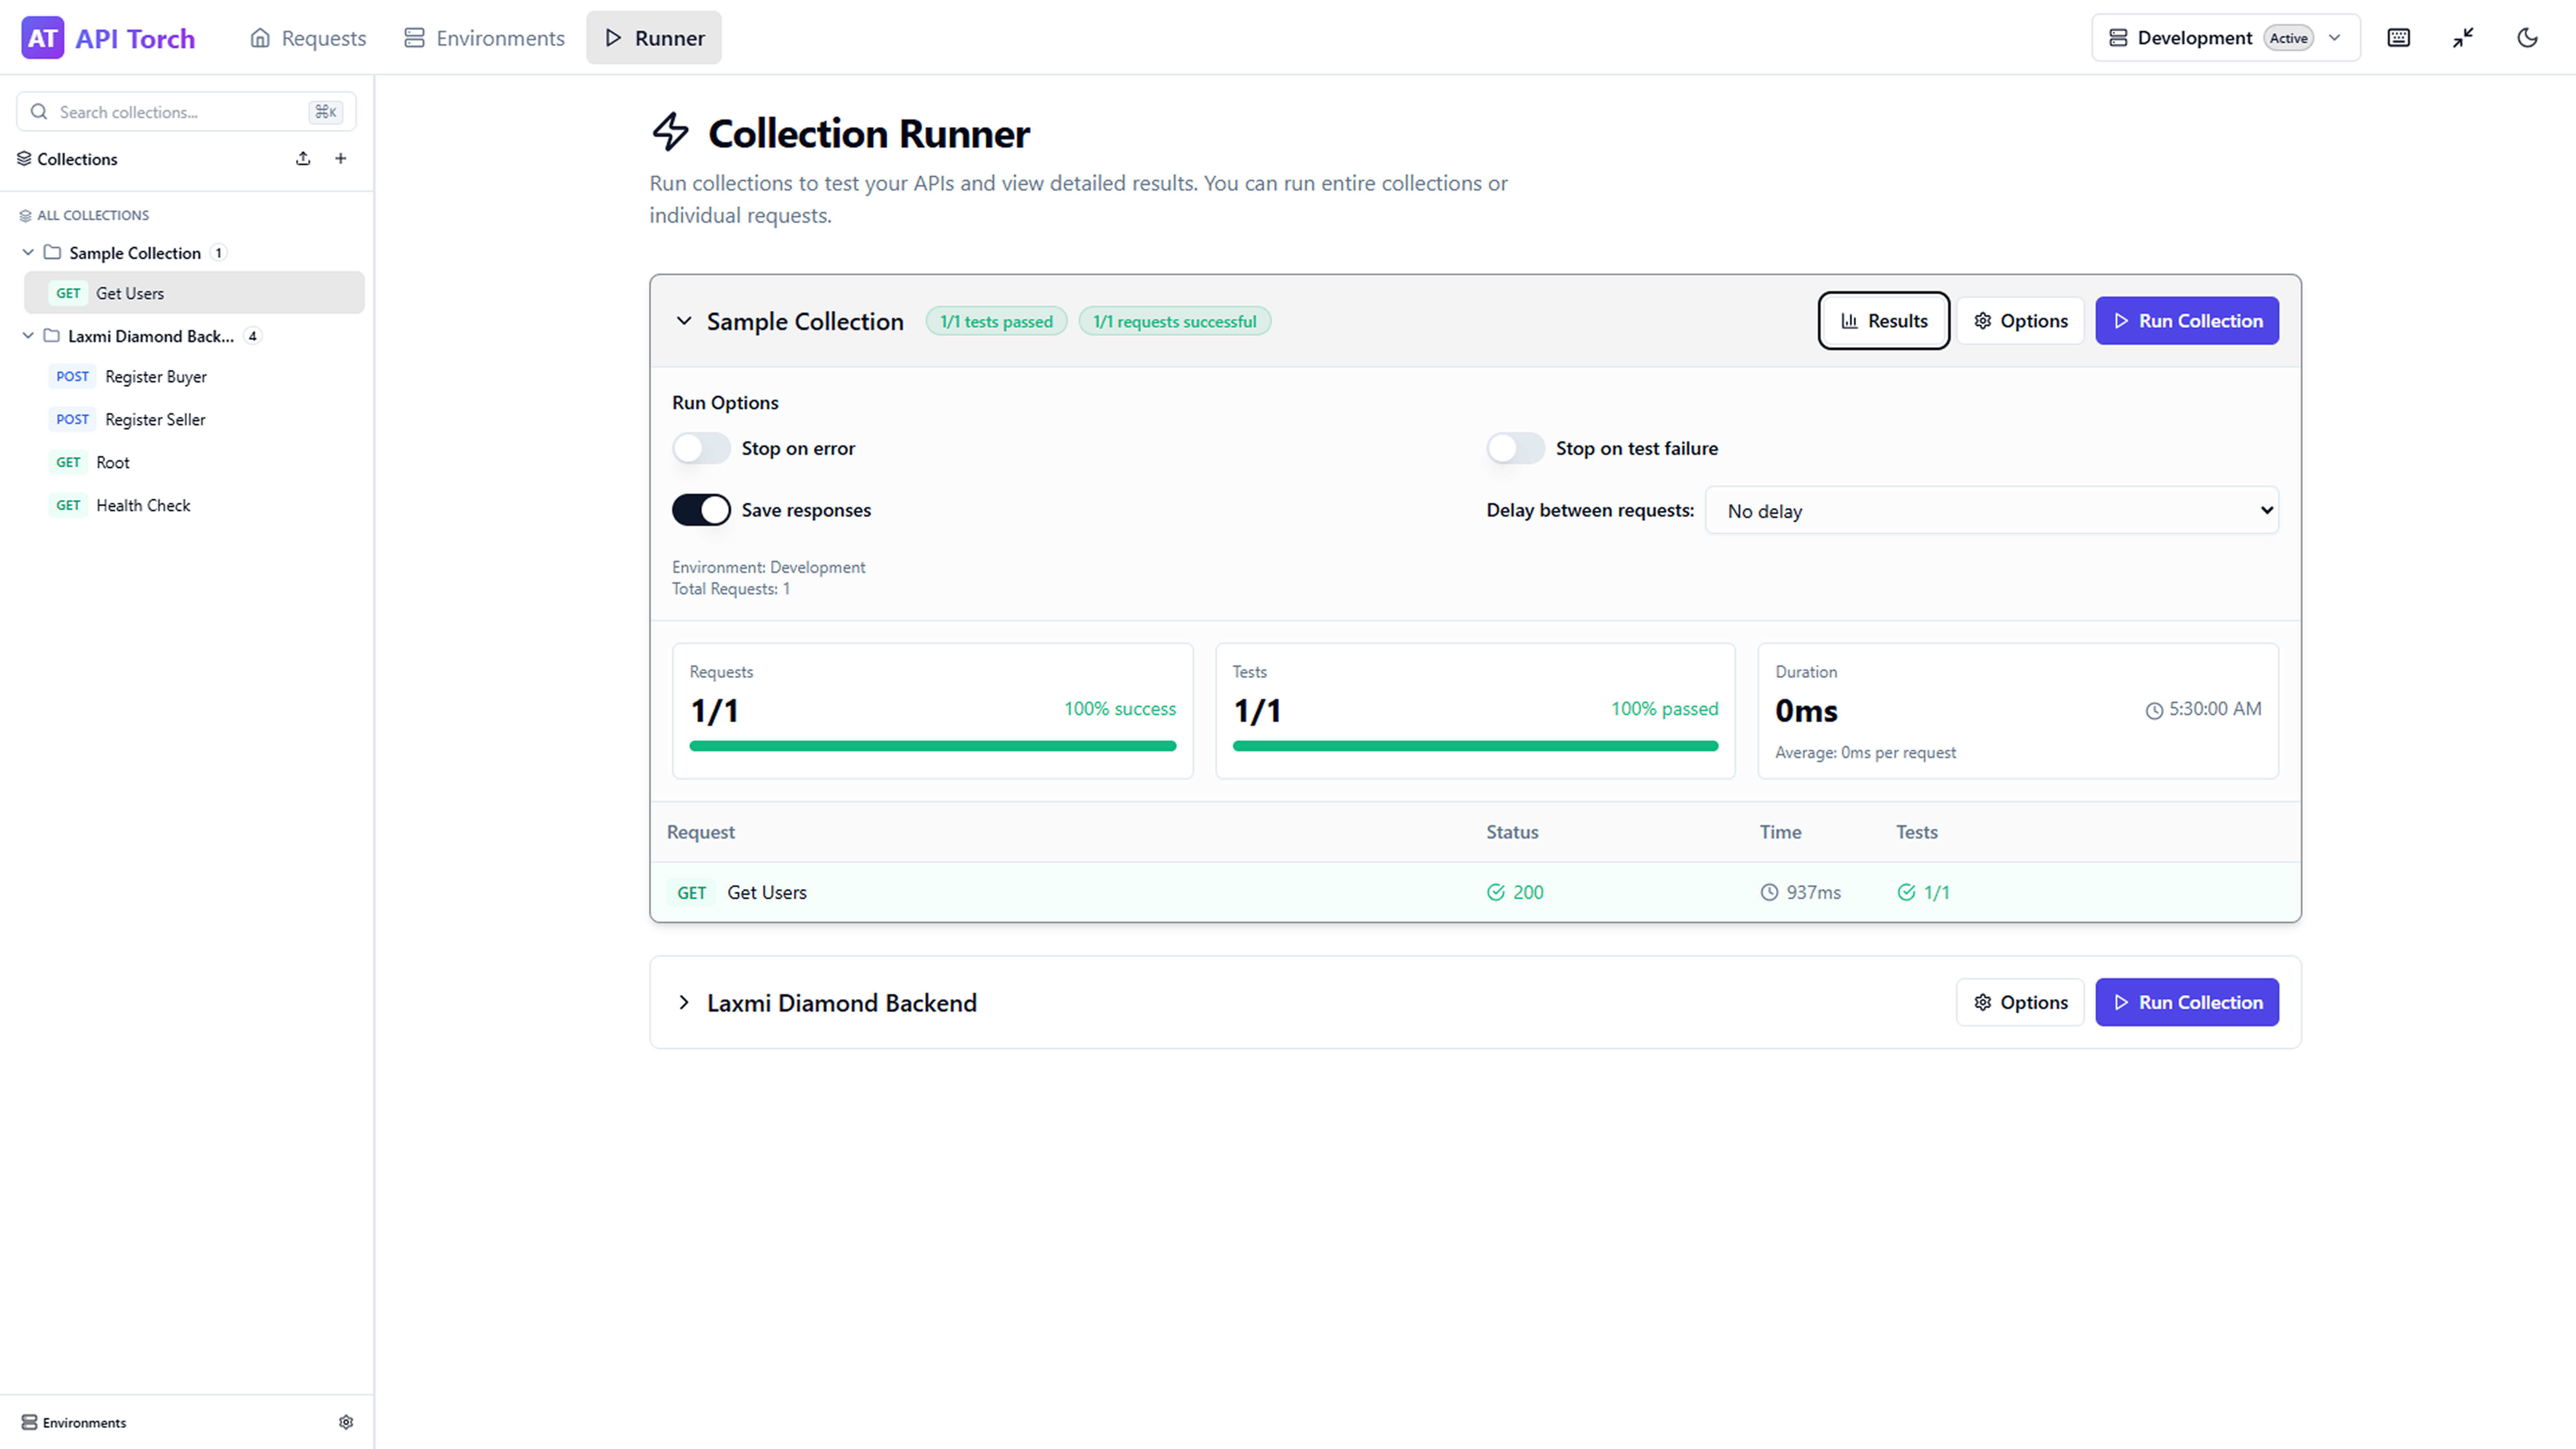 AT API Torch
Requests
Environments
Runner
Development Active
Search collections... ⌘K
Collections
ALL COLLECTIONS
Sample Collection 1
GET Get Users
Laxmi Diamond Back... 4
POST Register Buyer
POST Register Seller
GET Root
GET Health Check
Environments
Collection Runner
Run collections to test your APIs and view detailed results. You can run entire collections or
individual requests.
Sample Collection 1/1 tests passed 1/1 requests successful Results Options Run Collection
Run Options
Stop on error
Stop on test failure
Save responses
Delay between requests: No delay
Environment: Development
Total Requests: 1
Requests
1/1 100% success
Tests
1/1 100% passed
Duration
0ms 5:30:00 AM
Average: 0ms per request
Request Status Time Tests
GET Get Users 200 937ms 1/1
Laxmi Diamond Backend Options Run Collection